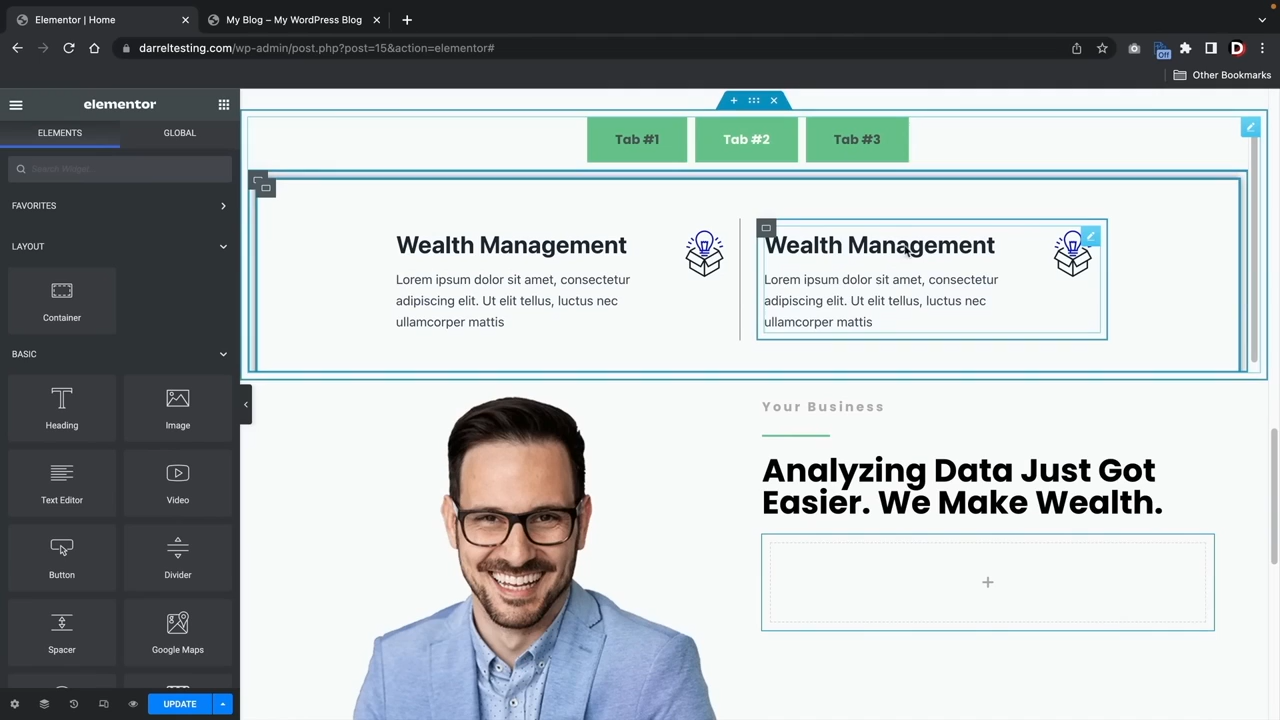 Elementor | Home
My Blog – My WordPress Blog
darreltesting.com/wp-admin/post.php?post=15&action=elementor#
Off
D
Other Bookmarks
elementor
ELEMENTS
GLOBAL
Search Widget...
FAVORITES
LAYOUT
Container
BASIC
Heading
Image
Text Editor
Video
Button
Divider
Spacer
Google Maps
UPDATE
Tab #1
Tab #2
Tab #3
Wealth Management
Lorem ipsum dolor sit amet, consectetur
adipiscing elit. Ut elit tellus, luctus nec
ullamcorper mattis
Wealth Management
Lorem ipsum dolor sit amet, consectetur
adipiscing elit. Ut elit tellus, luctus nec
ullamcorper mattis
Your Business
Analyzing Data Just Got
Easier. We Make Wealth.